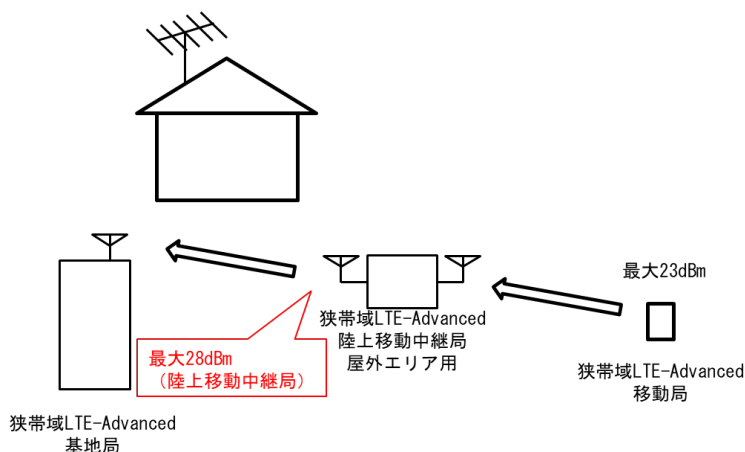 最大23dBm
狭帯域LTE-Advanced
陸上移動中継局
屋外エリア用
最大28dBm
（陸上移動中継局）
狭帯域LTE-Advanced
移動局
狭帯域LTE-Advanced
基地局